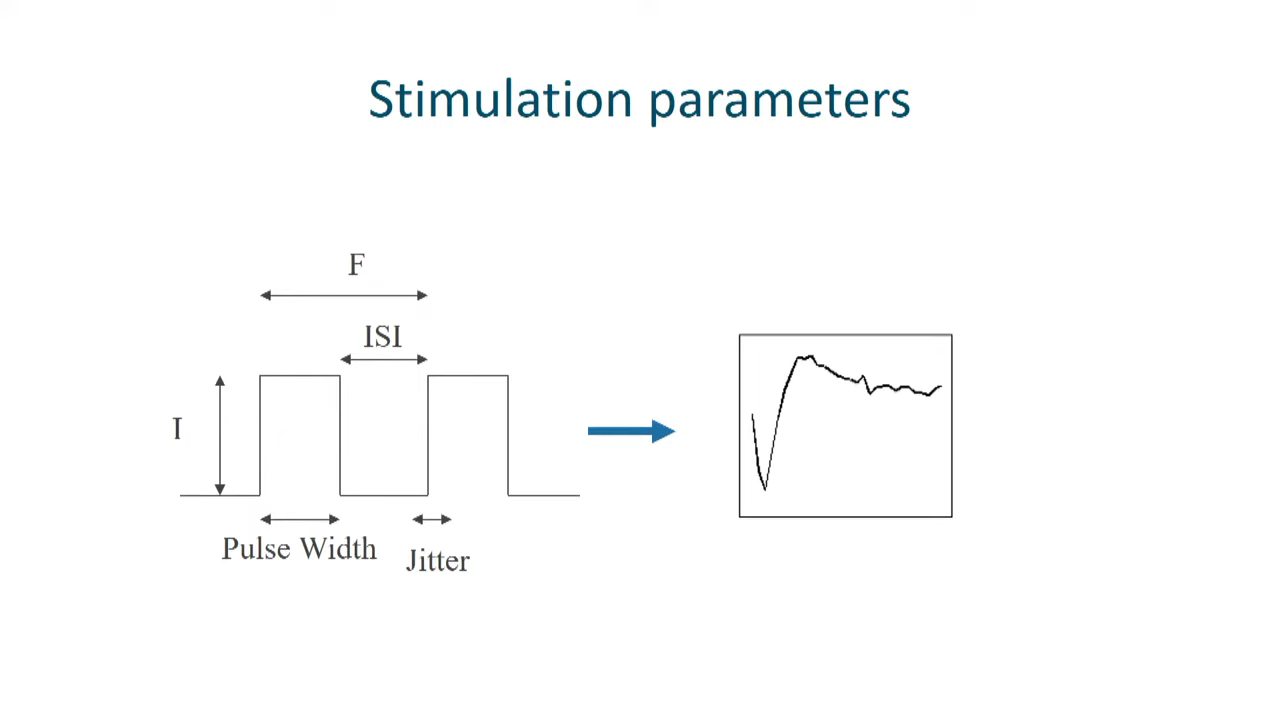 Stimulation parameters
F
ISI
I
Pulse Width
Jitter